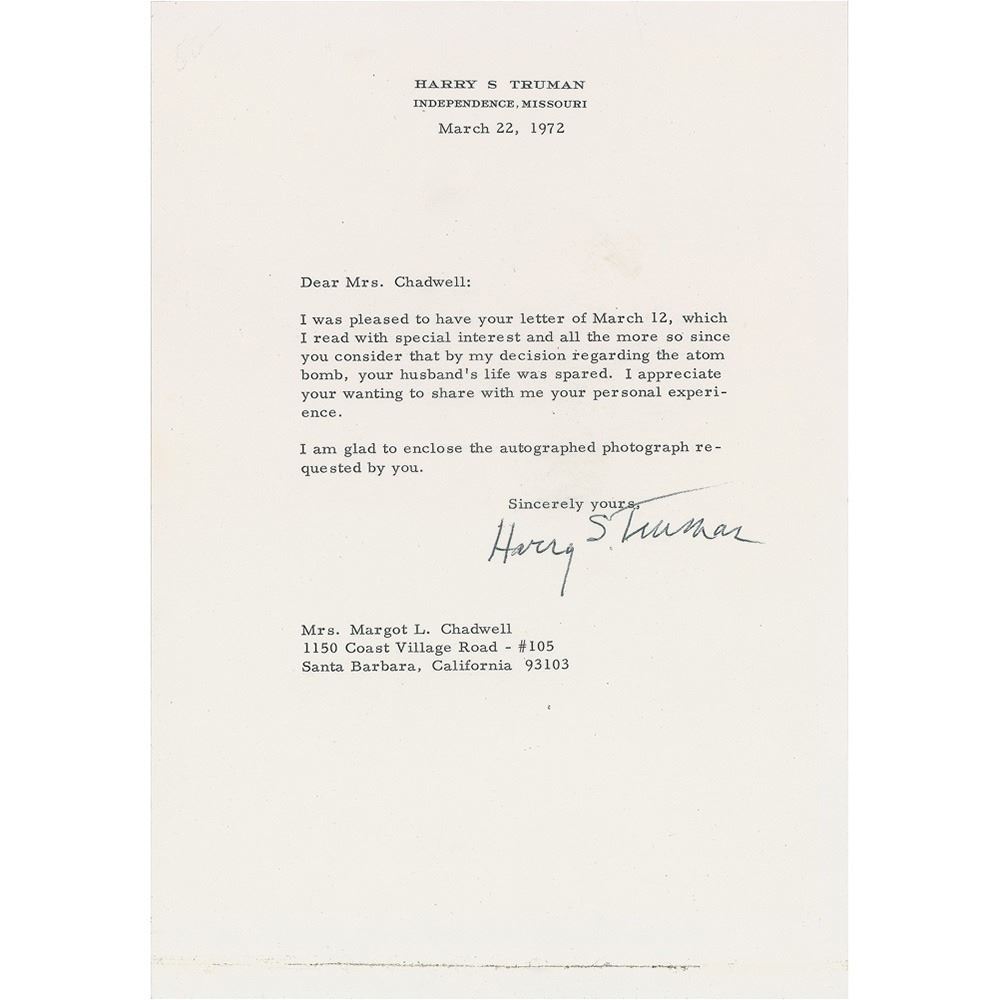 HARRY S TRUMAN
INDEPENDENCE, MISSOURI
March 22, 1972
Dear Mrs. Chadwell:
I was pleased to have your letter of March 12, which
I read with special interest and all the more so since
you consider that by my decision regarding the atom
bomb, your husband's life was spared. I appreciate
your wanting to share with me your personal experi-
ence.
I am glad to enclose the autographed photograph re-
quested by you.
Sincerely yours,
Harry S. Truman
Mrs. Margot L. Chadwell
1150 Coast Village Road - #105
Santa Barbara, California 93103